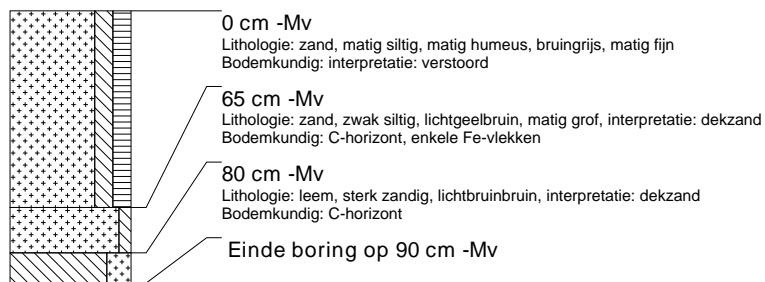 0 cm -Mv
Lithologie: zand, matig siltig, matig humeus, bruingrijs, matig fijn
Bodemkundig: interpretatie: verstoord
65 cm -Mv
Lithologie: zand, zwak siltig, lichtgeelbruin, matig grof, interpretatie: dekzand
Bodemkundig: C-horizont, enkele Fe-vlekken
80 cm -Mv
Lithologie: leem, sterk zandig, lichtbruinbruin, interpretatie: dekzand
Bodemkundig: C-horizont
Einde boring op 90 cm -Mv